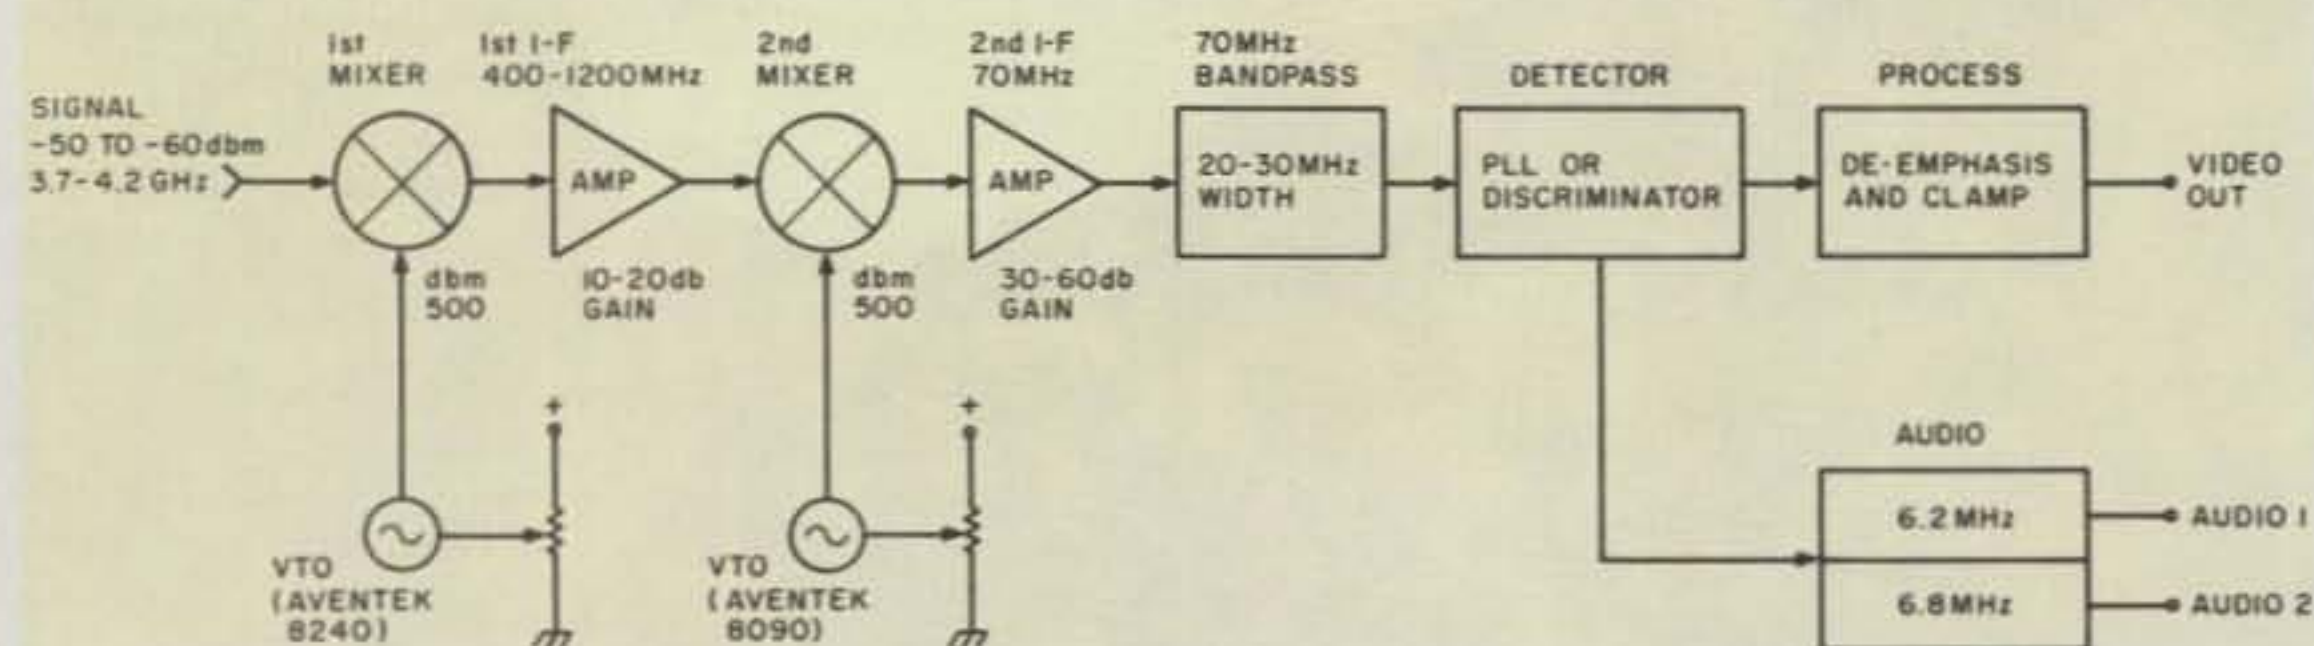 SIGNAL
-50 TO -60dbm
3.7-4.2 GHz
1st
MIXER
1st I-F
400-1200MHz
2nd
MIXER
2nd I-F
70MHz
70MHz
BANDPASS
DETECTOR
PROCESS
AMP
AMP
20-30MHz
WIDTH
PLL OR
DISCRIMINATOR
DE-EMPHASIS
AND CLAMP
VIDEO
OUT
dbm
500
10-20db
GAIN
dbm
500
30-60db
GAIN
+
+
VTO
(AVENTEK
8240)
VTO
(AVENTEK
8090)
AUDIO
6.2MHz
AUDIO 1
6.8MHz
AUDIO 2